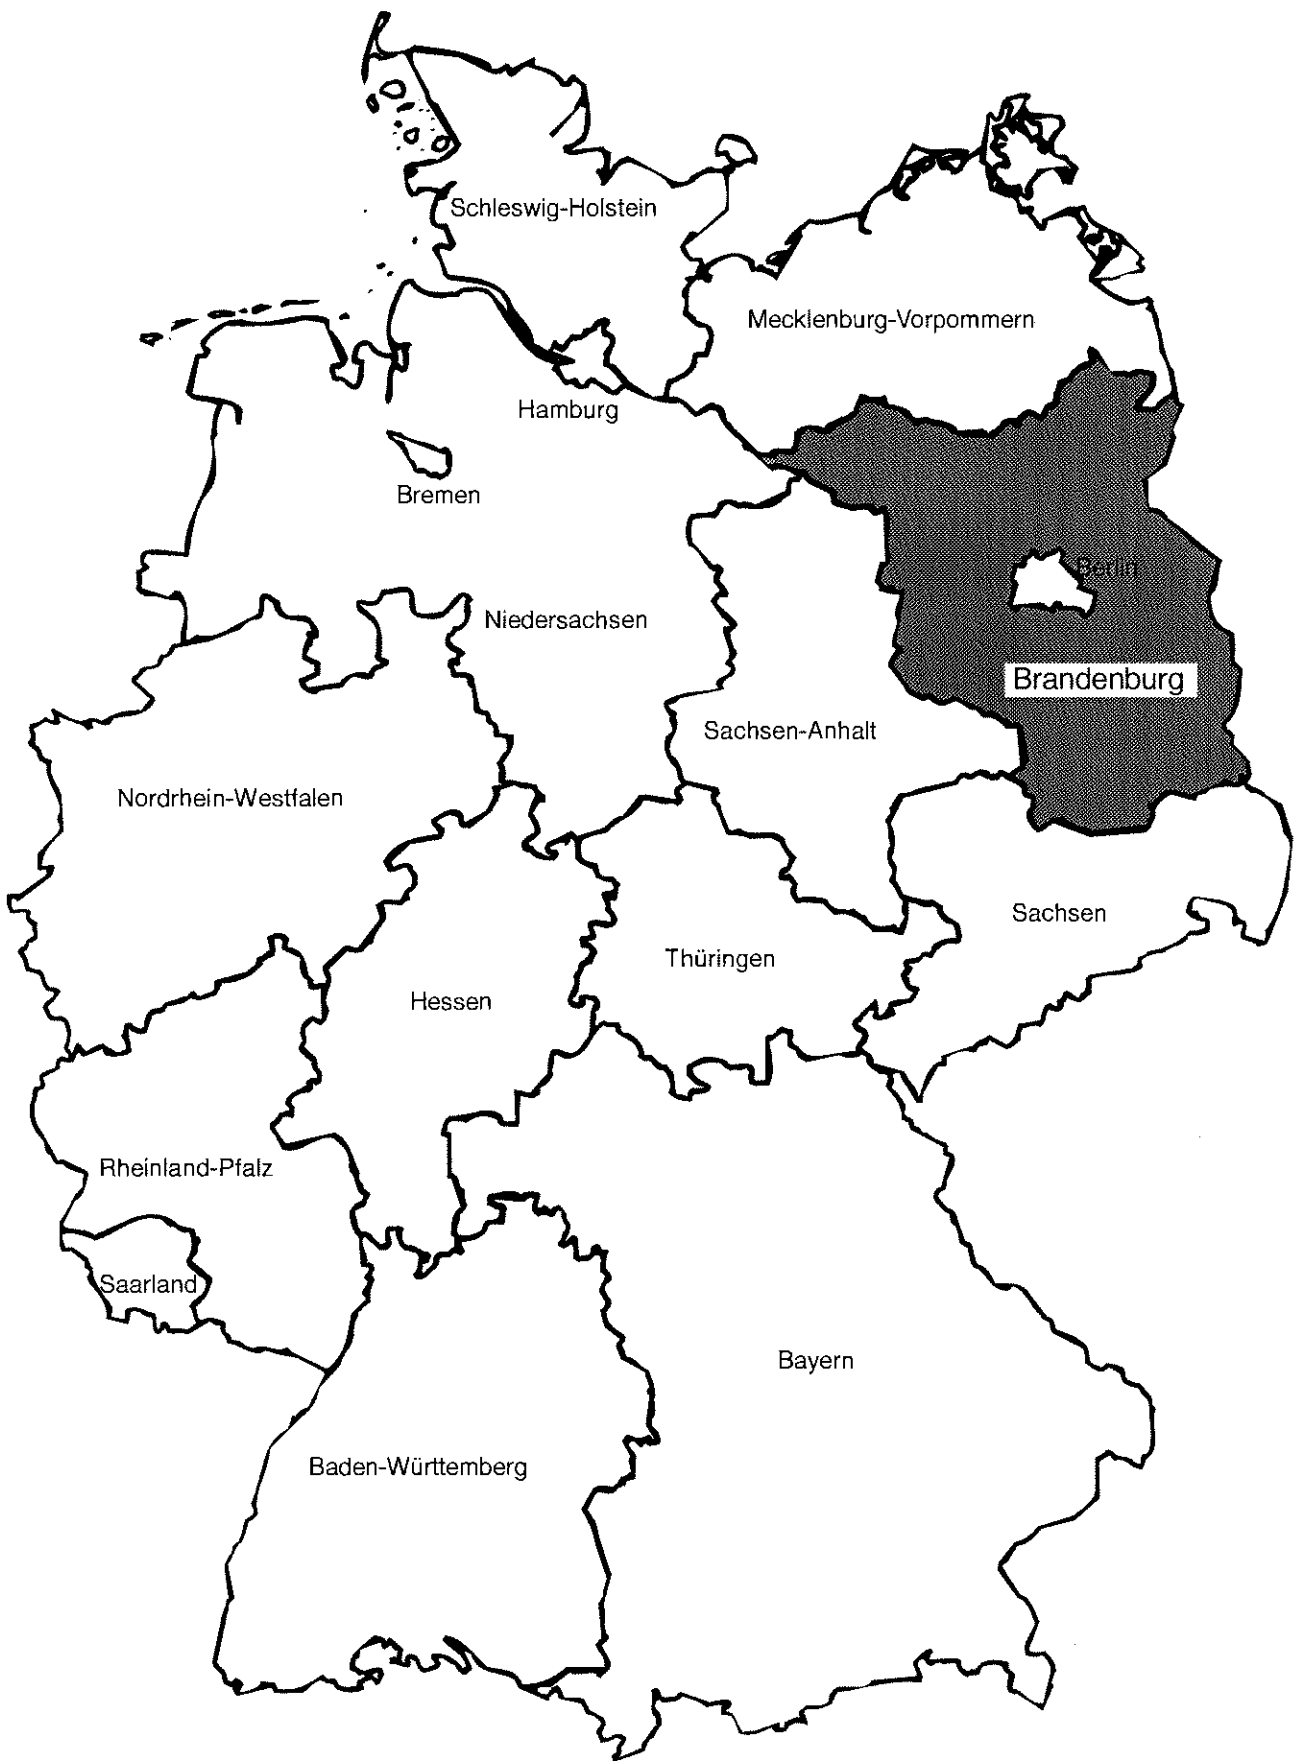 Schleswig-Holstein
Mecklenburg-Vorpommern
Hamburg
Bremen
Berlin
Niedersachsen
Brandenburg
Sachsen-Anhalt
Nordrhein-Westfalen
Sachsen
Thüringen
Hessen
Rheinland-Pfalz
Saarland
Bayern
Baden-Württemberg